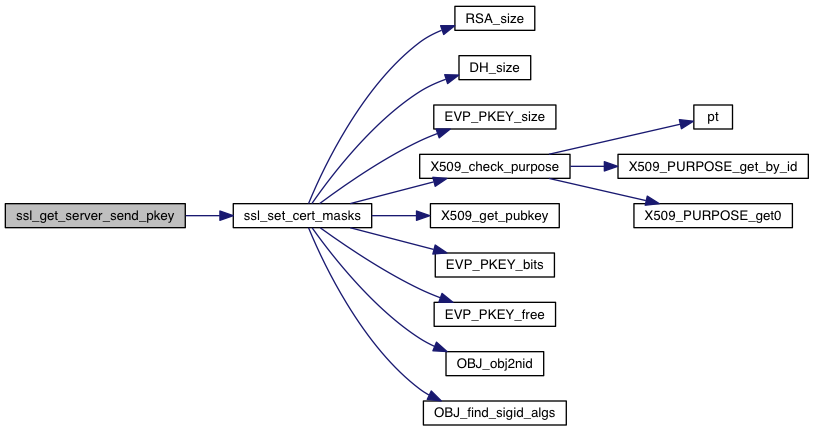 RSA_size
DH_size
EVP_PKEY_size
pt
X509_check_purpose
X509_PURPOSE_get_by_id
ssl_get_server_send_pkey
ssl_set_cert_masks
X509_get_pubkey
X509_PURPOSE_get0
EVP_PKEY_bits
EVP_PKEY_free
OBJ_obj2nid
OBJ_find_sigid_algs